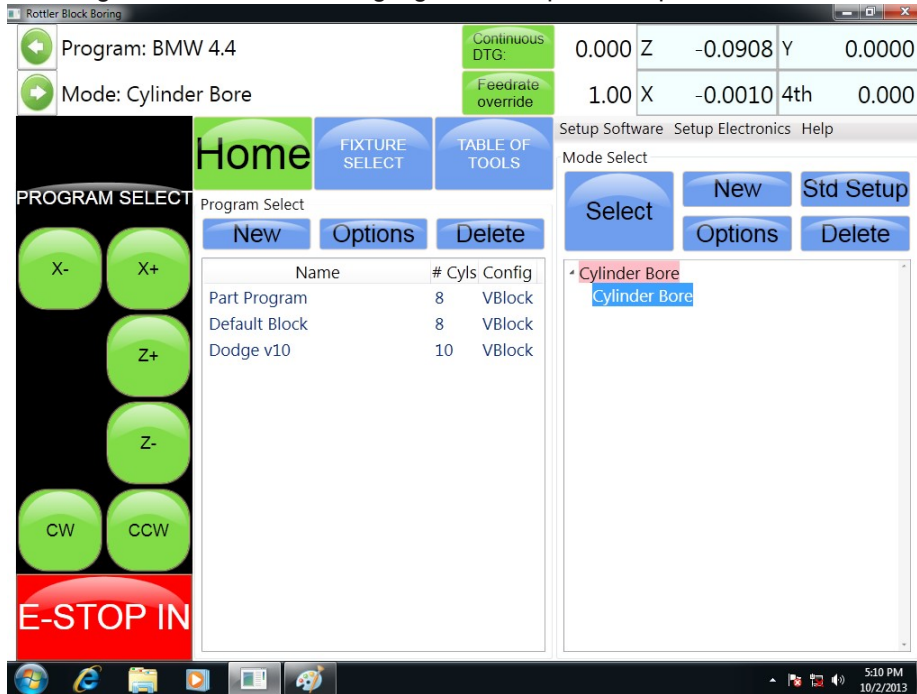 Rottler Block Boring
Program: BMW 4.4
Continuous
DTG:
0.000 Z -0.0908 Y 0.0000
Mode: Cylinder Bore
Feedrate
override
1.00 X -0.0010 4th 0.000
Setup Software Setup Electronics Help
Home
FIXTURE
SELECT
TABLE OF
TOOLS
Mode Select
Select
New
Std Setup
Options
Delete
PROGRAM SELECT
Program Select
New Options Delete
Name # Cyls Config
Part Program 8 VBlock
Default Block 8 VBlock
Dodge v10 10 VBlock
Cylinder Bore
Cylinder Bore
X- X+
Z+
Z-
CW CCW
E-STOP IN
5:10 PM
10/2/2013